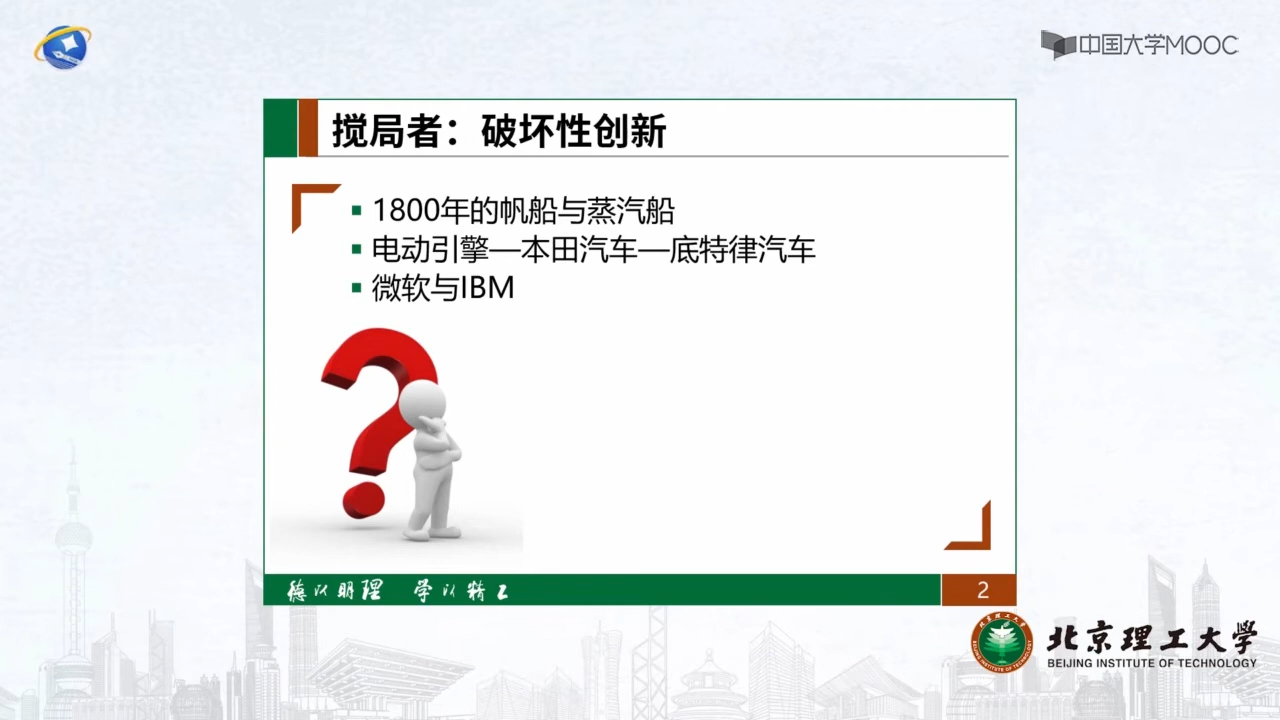 中国大学MOOC
搅局者：破坏性创新
1800年的帆船与蒸汽船
电动引擎—本田汽车—底特律汽车
微软与IBM
德以明理 学以精工
2
北京理工大学
BEIJING INSTITUTE OF TECHNOLOGY